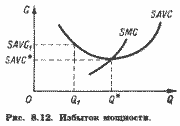 C
SAVC
SMC
SAVC₁
SAVC*
O
Q₁
Q*
Q
Рис. 8.12. Избыток мощности.